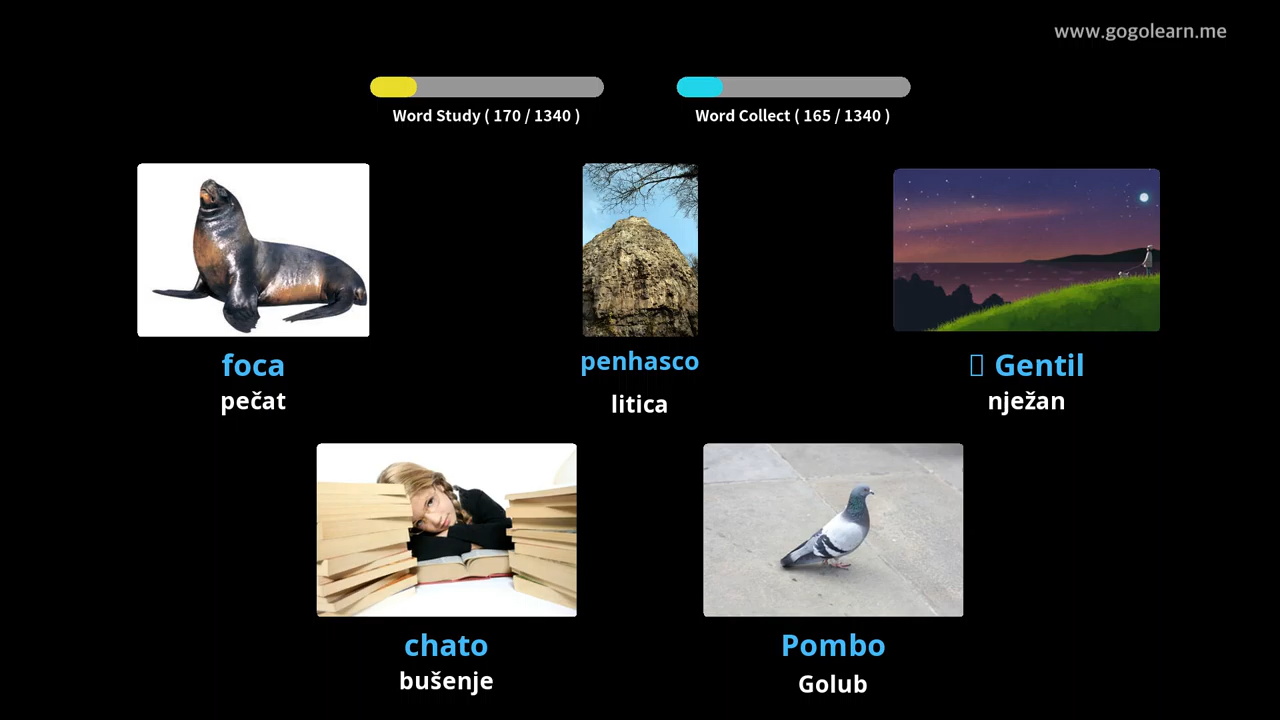 www.gogolearn.me
Word Study ( 170 / 1340 )
Word Collect ( 165 / 1340 )
foca
pečat
penhasco
litica
Gentil
nježan
chato
bušenje
Pombo
Golub